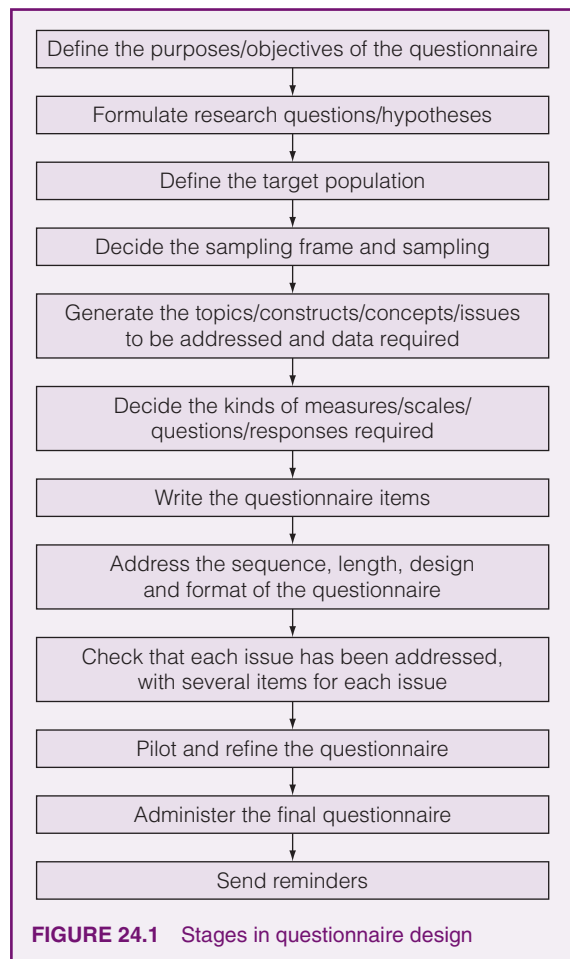 Define the purposes/objectives of the questionnaire
Formulate research questions/hypotheses
Define the target population
Decide the sampling frame and sampling
Generate the topics/constructs/concepts/issues
to be addressed and data required
Decide the kinds of measures/scales/
questions/responses required
Write the questionnaire items
Address the sequence, length, design
and format of the questionnaire
Check that each issue has been addressed,
with several items for each issue
Pilot and refine the questionnaire
Administer the final questionnaire
Send reminders
FIGURE 24.1 Stages in questionnaire design